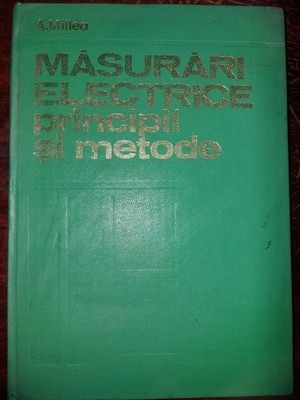 A. Millea
MĂSURĂRI
ELECTRICE
principii
și metode